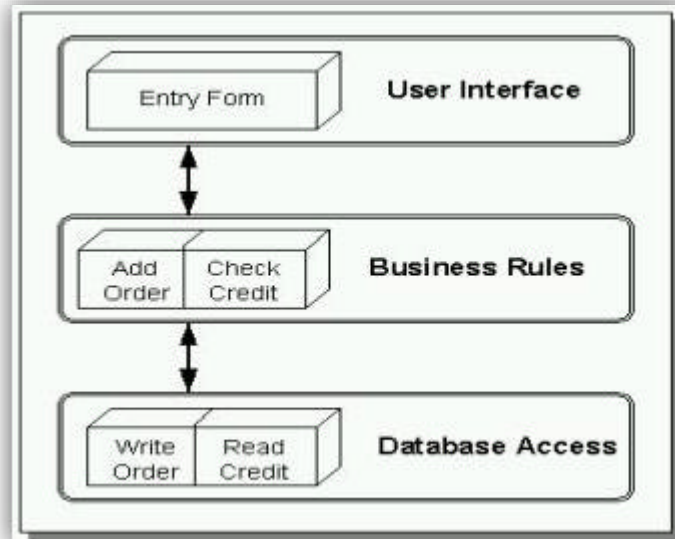 Entry Form
User Interface
Add Order
Check Credit
Business Rules
Write Order
Read Credit
Database Access